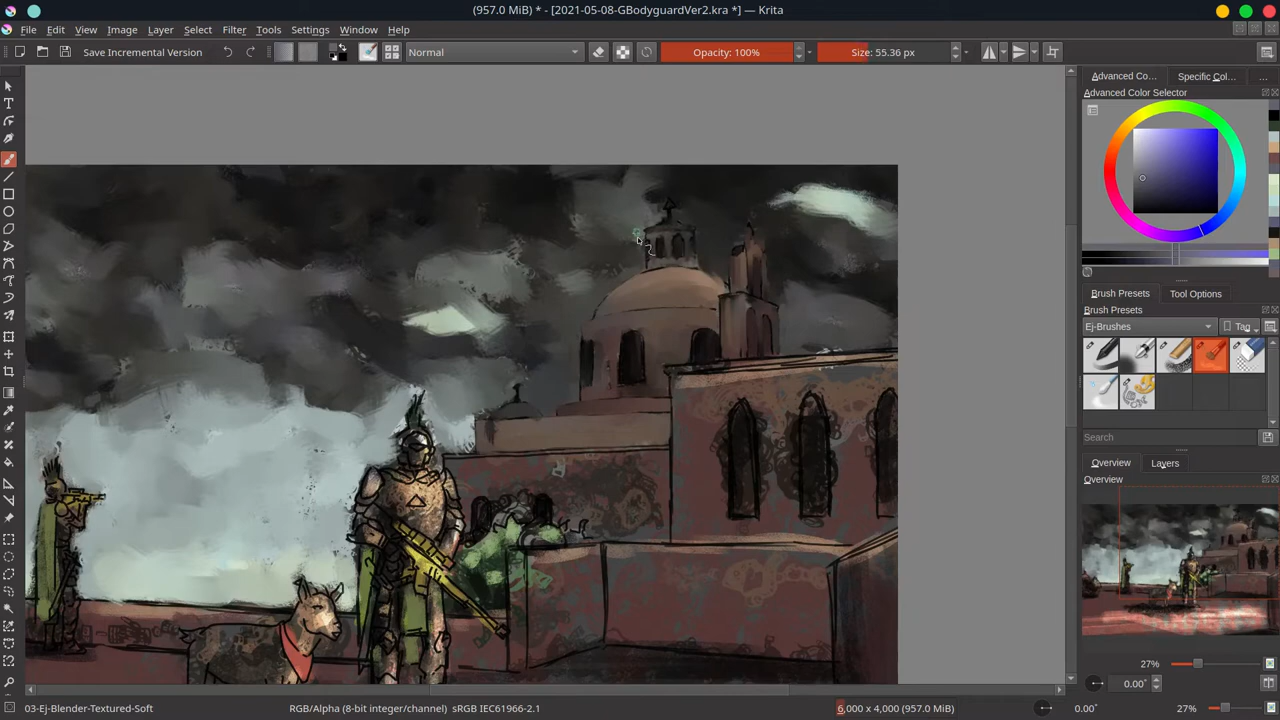 (957.0 MiB) * - [2021-05-08-GBodyguardVer2.kra *] — Krita
File Edit View Image Layer Select Filter Tools Settings Window Help
Save Incremental Version Normal Opacity: 100% Size: 55.36 px
Advanced Co... Specific Col... ...
Advanced Color Selector
Brush Presets Tool Options
Brush Presets
Ej-Brushes Tag
Search
Overview Layers
Overview
27%
0.00°
03-Ej-Blender-Textured-Soft RGB/Alpha (8-bit integer/channel) sRGB IEC61966-2.1 6,000 x 4,000 (957.0 MiB) 0.00° 27%